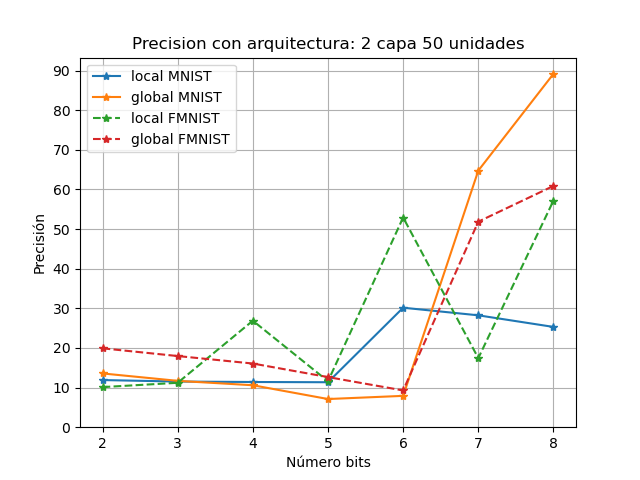 Precision con arquitectura: 2 capa 50 unidades
local MNIST
global MNIST
local FMNIST
global FMNIST
Precisión
90
80
70
60
50
40
30
20
10
0
2 3 4 5 6 7 8
Número bits